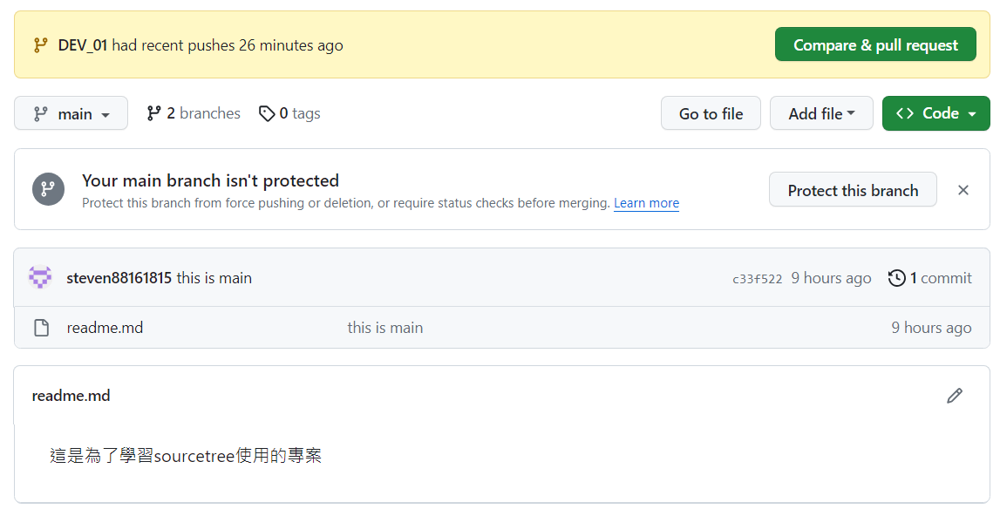 DEV_01 had recent pushes 26 minutes ago
Compare & pull request
main
2 branches
0 tags
Go to file
Add file
Code
Your main branch isn't protected
Protect this branch from force pushing or deletion, or require status checks before merging. Learn more
Protect this branch
steven88161815 this is main
c33f522 9 hours ago
1 commit
readme.md
this is main
9 hours ago
readme.md
這是為了學習sourcetree使用的專案